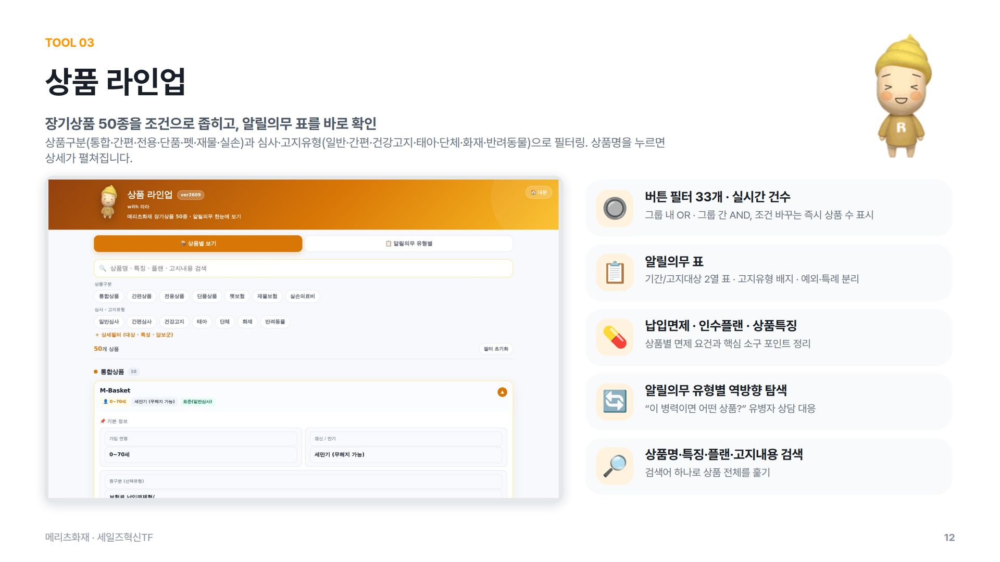 TOOL 03
상품 라인업
장기상품 50종을 조건으로 좁히고, 알릴의무 표를 바로 확인
상품구분(통합·간편·전용·단품·펫·재물·실손)과 심사·고지유형(일반·간편·건강고지·태아·단체·화재·반려동물)으로 필터링. 상품명을 누르면
상세가 펼쳐집니다.
R
상품 라인업 ver2609
with 라라
메리츠화재 장기상품 50종 · 알릴의무 한눈에 보기
대문
상품별 보기
알릴의무 유형별
상품명 · 특징 · 플랜 · 고지내용 검색
상품구분
통합상품 간편상품 전용상품 단품상품 펫보험 재물보험 실손의료비
심사 · 고지유형
일반심사 간편심사 건강고지 태아 단체 화재 반려동물
+ 상세필터 (대상 · 특성 · 담보군)
50개 상품
필터 초기화
통합상품 10
M-Basket
0~70세 세만기 (무해지 가능) 표준(일반심사)
기본 정보
가입 연령
0~70세
갱신 / 만기
세만기 (무해지 가능)
종구분 (선택유형)
보험료 납입면제형/
버튼 필터 33개 · 실시간 건수
그룹 내 OR · 그룹 간 AND, 조건 바꾸는 즉시 상품 수 표시
알릴의무 표
기간/고지대상 2열 표 · 고지유형 배지 · 예외·특례 분리
납입면제 · 인수플랜 · 상품특징
상품별 면제 요건과 핵심 소구 포인트 정리
알릴의무 유형별 역방향 탐색
“이 병력이면 어떤 상품?” 유병자 상담 대응
상품명·특징·플랜·고지내용 검색
검색어 하나로 상품 전체를 훑기
메리츠화재 · 세일즈혁신TF
12